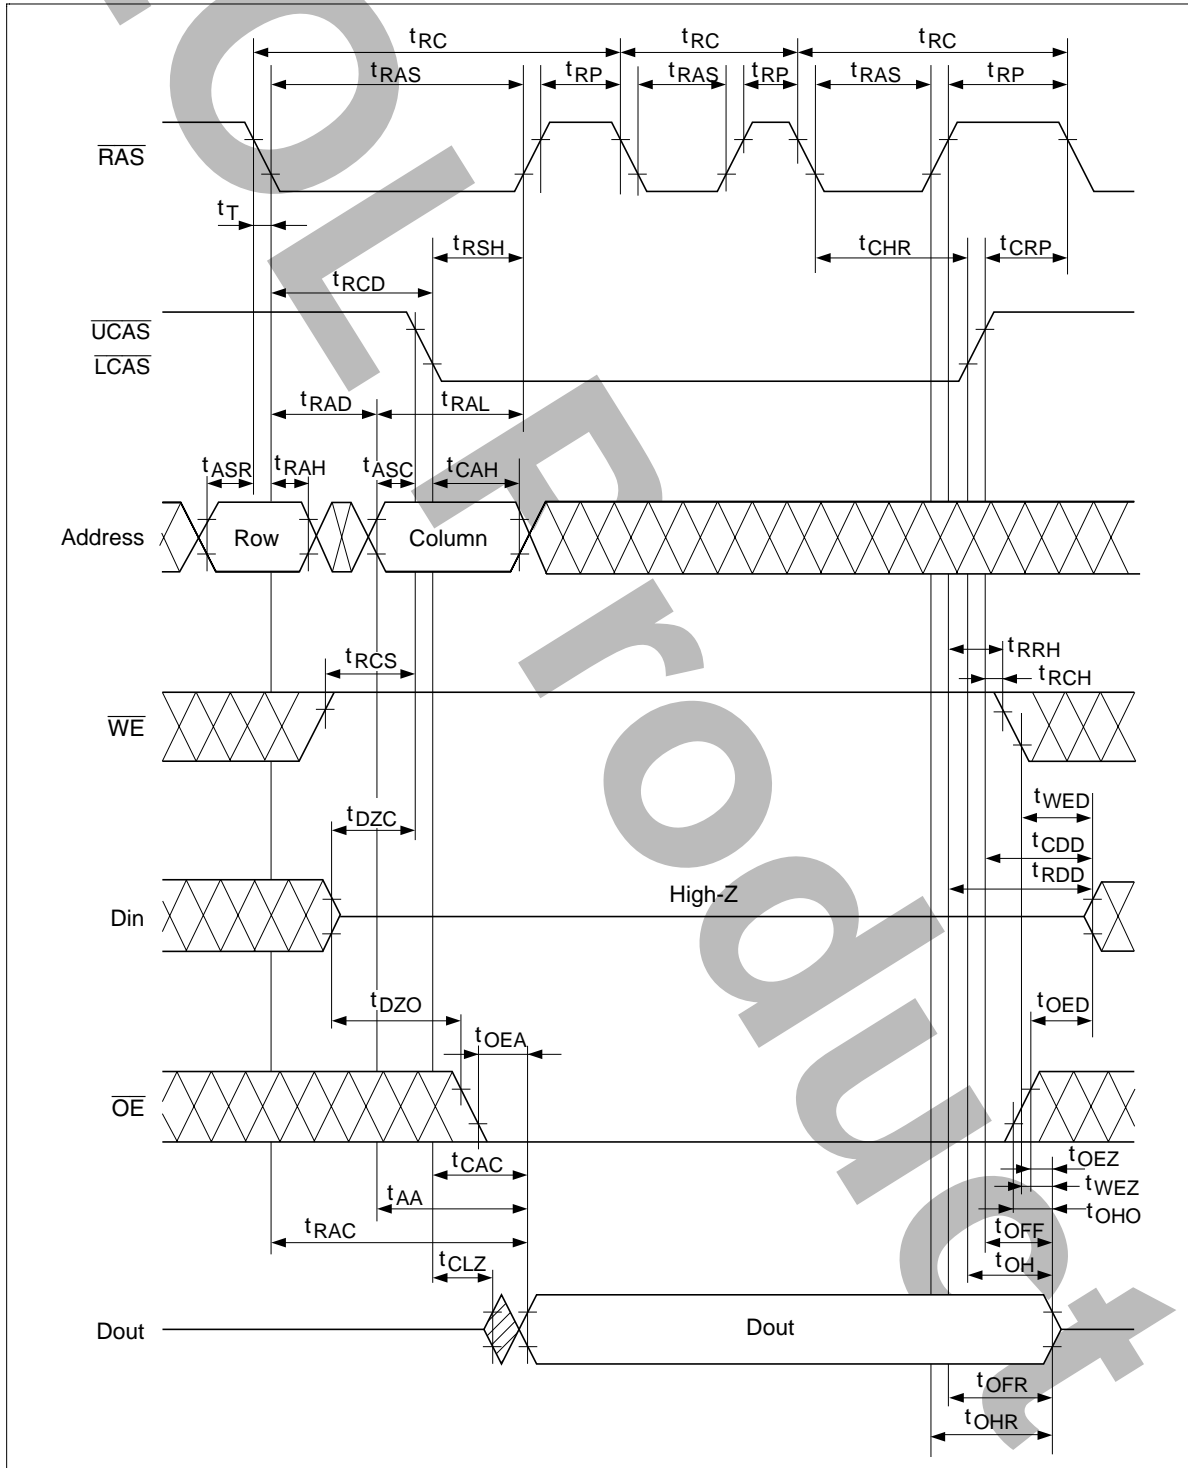 tRC tRC tRC
tRAS tRP tRAS tRP tRAS tRP
RAS
tT
tRSH tCHR tCRP
tRCD
UCAS
LCAS
tRAD tRAL
tASR tRAH tASC tCAH
Address Row Column
tRRH
tRCS
tRCH
WE
tWED
tDZC
tCDD
tRDD
High-Z
Din
tDZO tOED
tOEA
OE
tCAC tOEZ
tWEZ
tAA
tOHO
tRAC tOFF
tCLZ tOH
Dout Dout
tOFR
tOHR
OL Product